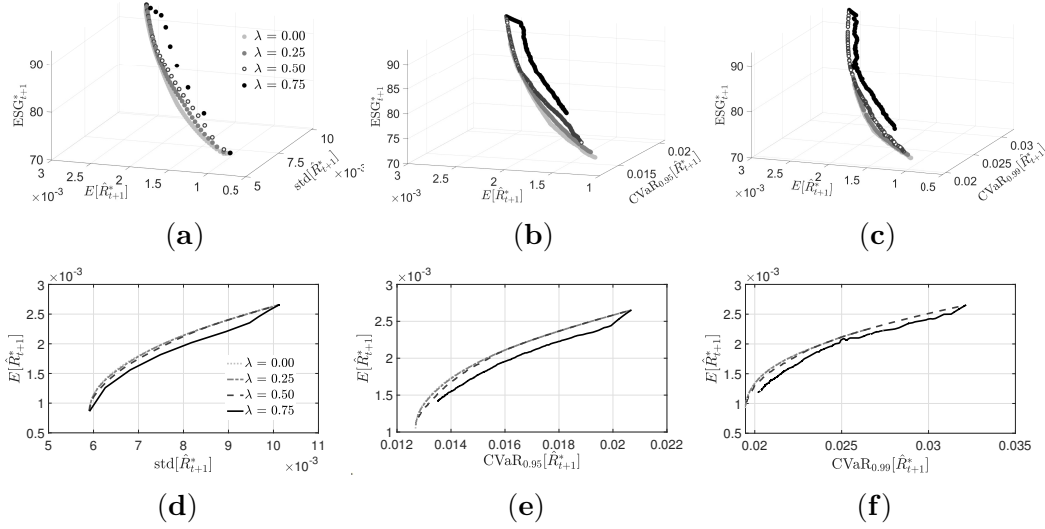 90
80
70
ESG*t+1
3
2.5
2
1.5
1
0.5
×10⁻³
E[R̂*t+1]
5
7.5
10
×10⁻³
std[R̂*t+1]
λ = 0.00
λ = 0.25
λ = 0.50
λ = 0.75
(a)
90
85
80
75
70
ESG*t+1
3
2.5
2
1.5
1
×10⁻³
E[R̂*t+1]
0.015
0.02
CVaR0.95[R̂*t+1]
(b)
100
90
80
70
ESG*t+1
3
2.5
2
1.5
1
0.5
×10⁻³
E[R̂*t+1]
0.02
0.025
0.03
CVaR0.99[R̂*t+1]
(c)
×10⁻³
3
2.5
2
1.5
1
0.5
E[R̂*t+1]
5
6
7
8
9
10
11
×10⁻³
std[R̂*t+1]
λ = 0.00
λ = 0.25
λ = 0.50
λ = 0.75
(d)
×10⁻³
3
2.5
2
1.5
1
E[R̂*t+1]
0.012
0.014
0.016
0.018
0.02
0.022
CVaR0.95[R̂*t+1]
(e)
×10⁻³
3
2.5
2
1.5
1
0.5
E[R̂*t+1]
0.02
0.025
0.03
0.035
CVaR0.99[R̂*t+1]
(f)